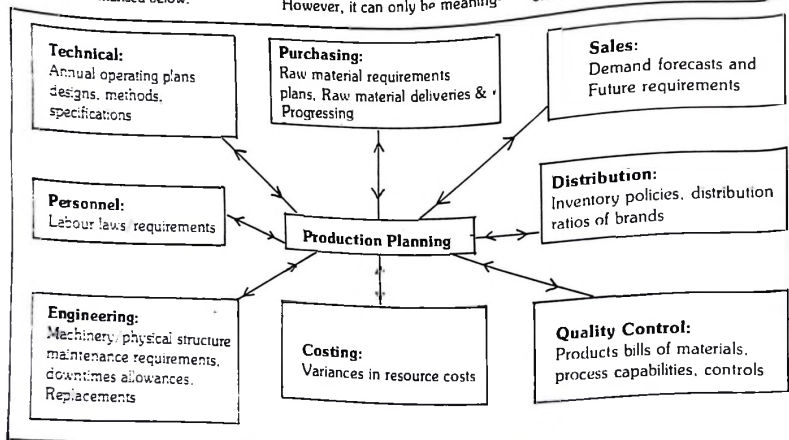 However, it can only be meaning-
Technical:
Annual operating plans
designs, methods,
specifications
Purchasing:
Raw material requirements
plans, Raw material deliveries &
Progressing
Sales:
Demand forecasts and
Future requirements
Personnel:
Labour laws/requirements
Production Planning
Distribution:
Inventory policies, distribution
ratios of brands
Engineering:
Machinery/physical structure
maintenance requirements,
downtimes allowances,
Replacements
Costing:
Variances in resource costs
Quality Control:
Products bills of materials,
process capabilities, controls